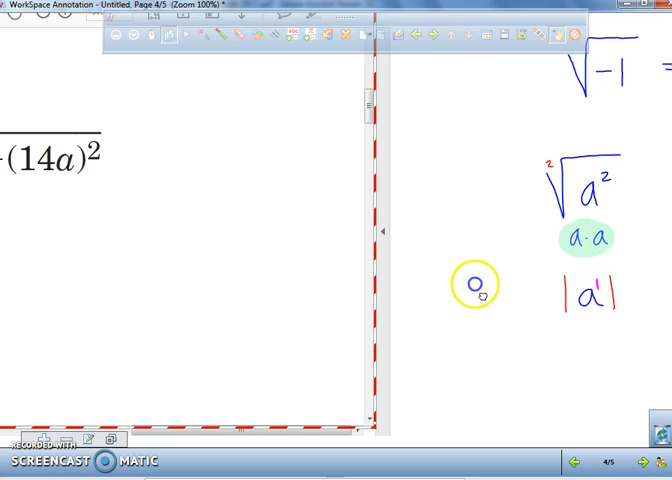 WorkSpace Annotation - Untitled, Page 4/5 (Zoom 100%) *
√−1 =
(14a)²
²√a²
a · a
|a¹|
RECORDED WITH
SCREENCAST MATIC
4/5